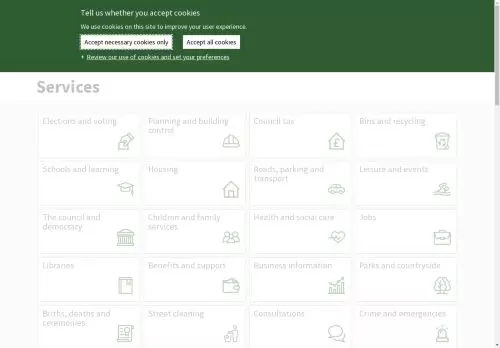 Tell us whether you accept cookies
We use cookies on this site to improve your user experience.
Accept necessary cookies only
Accept all cookies
+ Review our use of cookies and set your preferences
Services
Elections and voting
Planning and building
control
Council tax
Bins and recycling
Schools and learning
Housing
Roads, parking and
transport
Leisure and events
The council and
democracy
Children and family
services
Health and social care
Jobs
Libraries
Benefits and support
Business information
Parks and countryside
Births, deaths and
ceremonies
Street cleaning
Consultations
Crime and emergencies